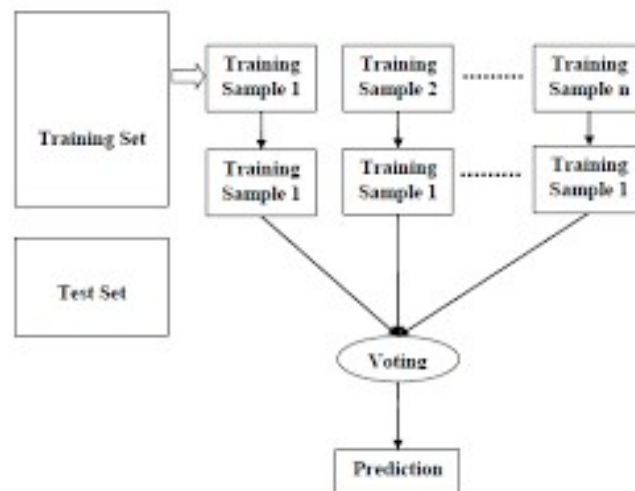 Training Set
Training
Sample 1
Training
Sample 2
Training
Sample n
Training
Sample 1
Training
Sample 1
Training
Sample 1
Test Set
Voting
Prediction